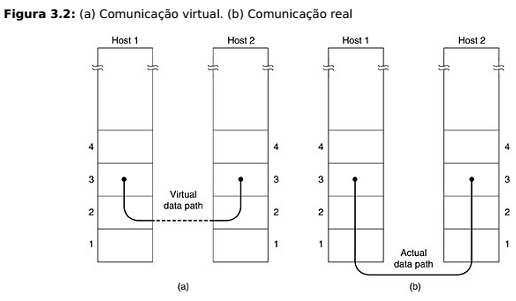 Figura 3.2: (a) Comunicação virtual. (b) Comunicação real
Host 1
Host 2
Host 1
Host 2
4
4
4
4
3
3
3
3
Virtual
data path
2
2
2
2
1
1
1
1
Actual
data path
(a)
(b)